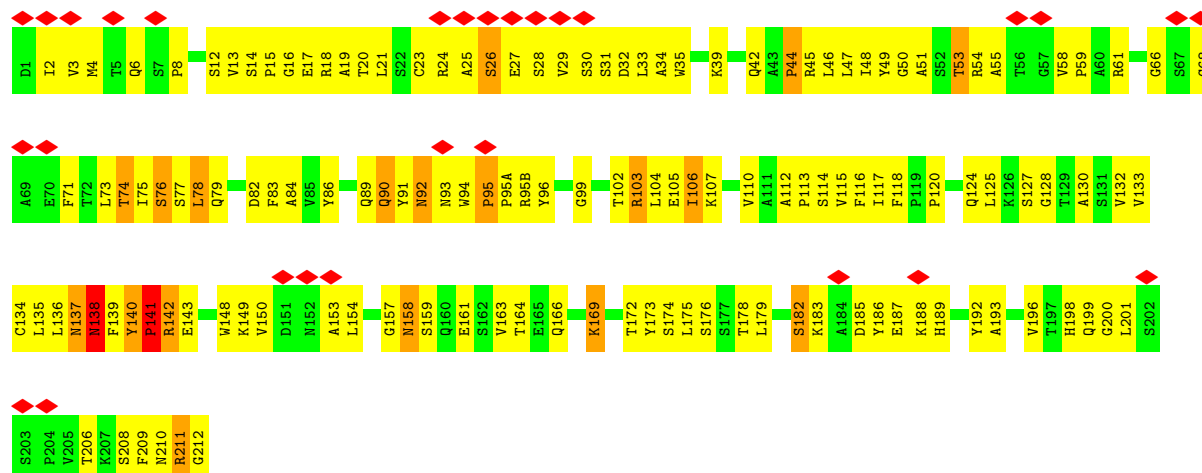 D1 I2 V3 M4 T5 Q6 S7 P8 S12 V13 S14 P15 G16 E17 R18 A19 T20 L21 S22 C23 R24 A25 S26 E27 S28 V29 S30 S31 D32 L33 A34 W35 K39 Q42 A43 P44 R45 L46 L47 I48 Y49 G50 A51 S52 T53 R54 A55 T56 G57 V58 P59 A60 R61 G66 S67
A69 E70 F71 T72 L73 T74 I75 S76 S77 L78 Q79 D82 F83 A84 V85 Y86 Q89 Q90 Y91 N92 N93 W94 P95 P95A R95B Y96 G99 T102 R103 L104 E105 I106 K107 V110 A111 A112 P113 S114 V115 F116 I117 F118 P119 P120 Q124 L125 K126 S127 G128 T129 A130 S131 V132 V133
C134 L135 L136 N137 N138 F139 Y140 P141 R142 E143 W148 K149 V150 D151 N152 A153 L154 G157 N158 S159 Q160 E161 S162 V163 T164 E165 Q166 K169 T172 Y173 S174 L175 S176 S177 T178 L179 S182 K183 A184 D185 Y186 E187 K188 H189 Y192 A193 V196 T197 H198 Q199 G200 L201 S202
S203 P204 V205 T206 K207 S208 F209 N210 R211 G212